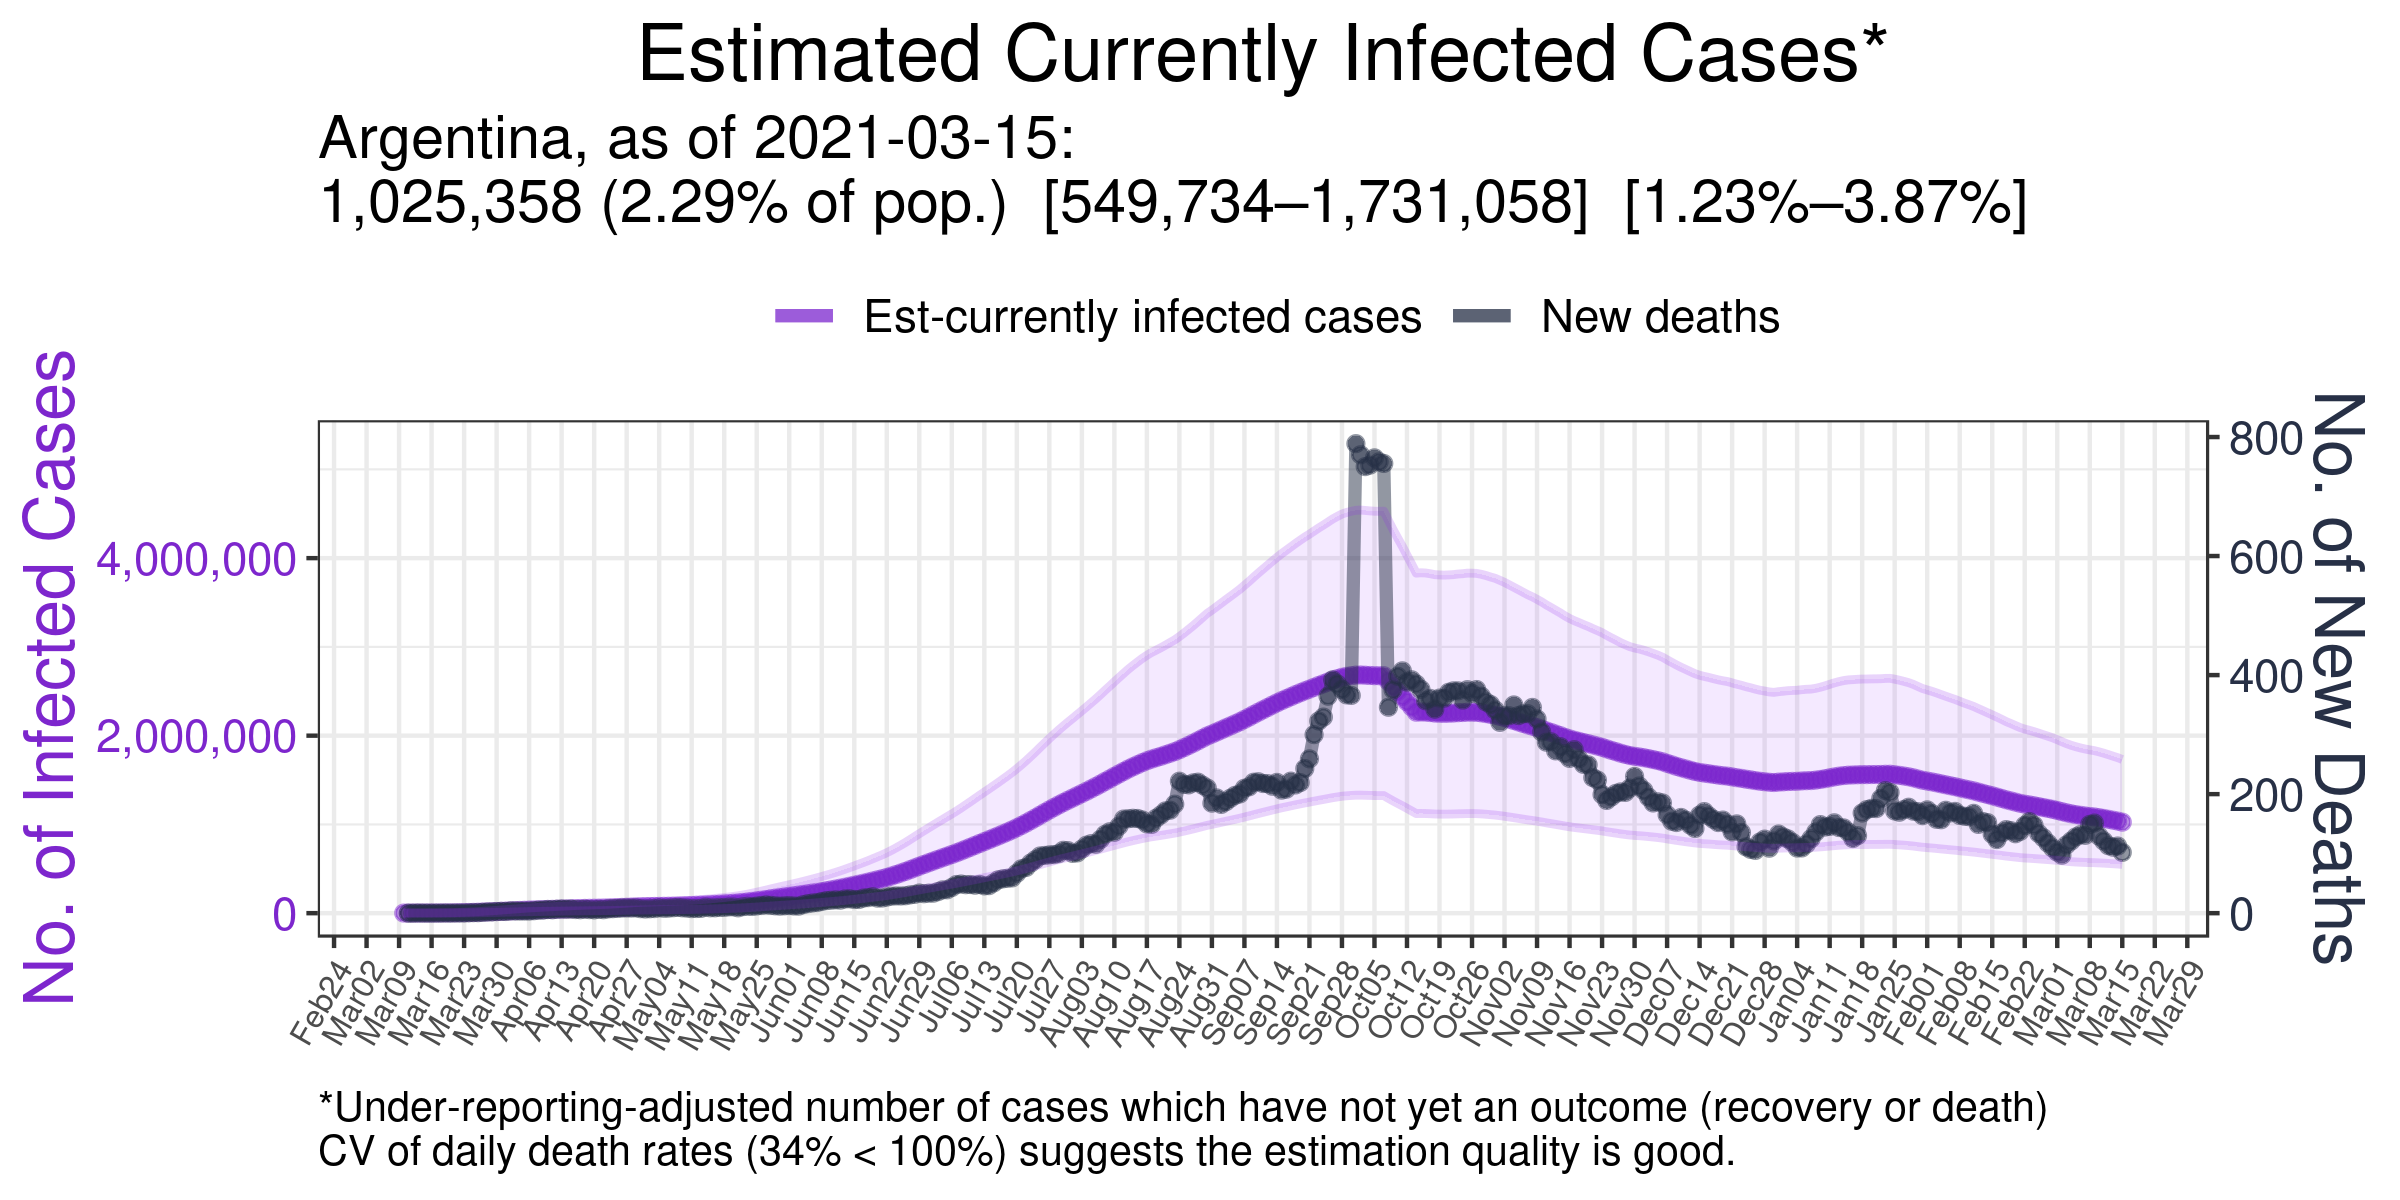 Estimated Currently Infected Cases*
Argentina, as of 2021-03-15:
1,025,358 (2.29% of pop.)  [549,734–1,731,058]  [1.23%–3.87%]
Est-currently infected cases
New deaths
No. of Infected Cases
4,000,000
2,000,000
0
800
600
400
200
0
No. of New Deaths
Feb24
Mar02
Mar09
Mar16
Mar23
Mar30
Apr06
Apr13
Apr20
Apr27
May04
May11
May18
May25
Jun01
Jun08
Jun15
Jun22
Jun29
Jul06
Jul13
Jul20
Jul27
Aug03
Aug10
Aug17
Aug24
Aug31
Sep07
Sep14
Sep21
Sep28
Oct05
Oct12
Oct19
Oct26
Nov02
Nov09
Nov16
Nov23
Nov30
Dec07
Dec14
Dec21
Dec28
Jan04
Jan11
Jan18
Jan25
Feb01
Feb08
Feb15
Feb22
Mar01
Mar08
Mar15
Mar22
Mar29
*Under-reporting-adjusted number of cases which have not yet an outcome (recovery or death)
CV of daily death rates (34% < 100%) suggests the estimation quality is good.